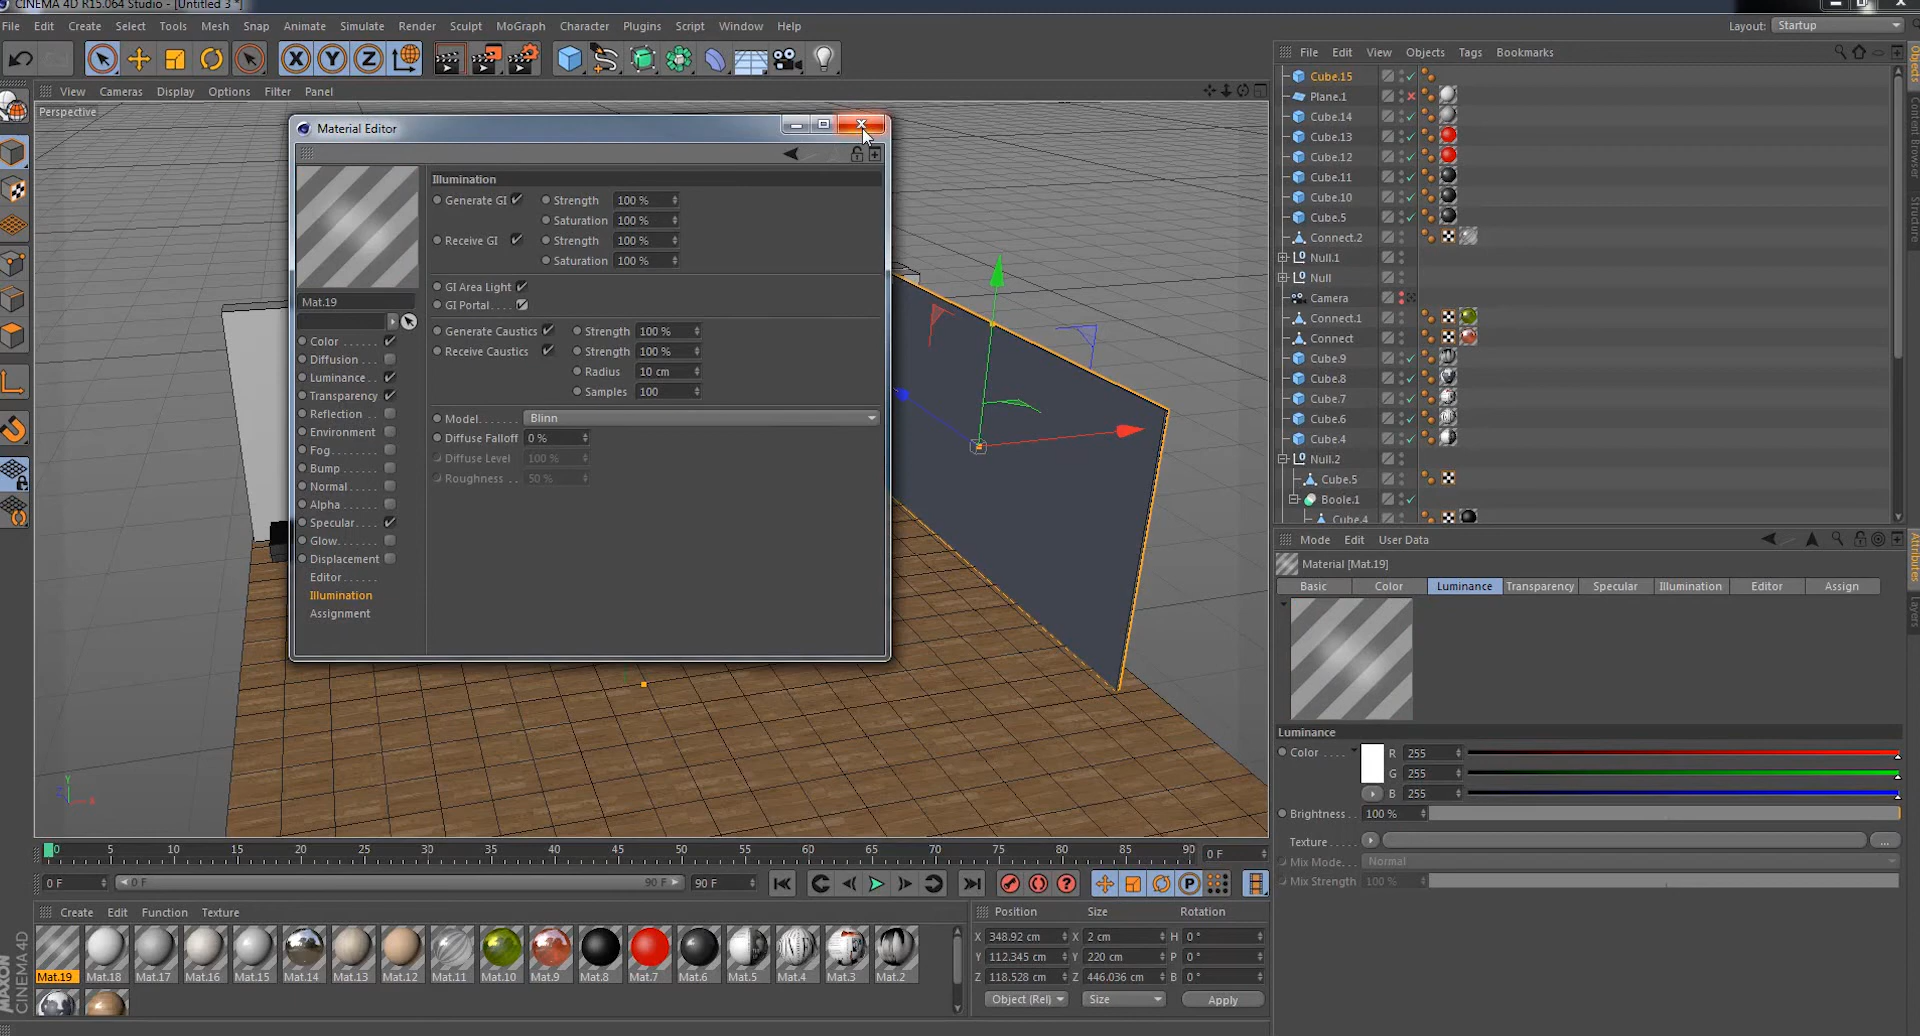 CINEMA 4D R15.064 Studio - [Untitled 3 *]
File Edit Create Select Tools Mesh Snap Animate Simulate Render Sculpt MoGraph Character Plugins Script Window Help
Layout: Startup
View Cameras Display Options Filter Panel
Perspective
Material Editor
Mat.19
Color
Diffusion
Luminance
Transparency
Reflection
Environment
Fog
Bump
Normal
Alpha
Specular
Glow
Displacement
Editor
Illumination
Assignment
Illumination
Generate GI Strength 100 %
Saturation 100 %
Receive GI Strength 100 %
Saturation 100 %
GI Area Light
GI Portal
Generate Caustics Strength 100 %
Receive Caustics Strength 100 %
Radius 10 cm
Samples 100
Model Blinn
Diffuse Falloff 0 %
Diffuse Level 100 %
Roughness 50 %
File Edit View Objects Tags Bookmarks
Cube.15
Plane.1
Cube.14
Cube.13
Cube.12
Cube.11
Cube.10
Cube.5
Connect.2
Null.1
Null
Camera
Connect.1
Connect
Cube.9
Cube.8
Cube.7
Cube.6
Cube.4
Null.2
Cube.5
Boole.1
Cube.4
Objects
Content Browser
Structure
Mode Edit User Data
Material [Mat.19]
Basic Color Luminance Transparency Specular Illumination Editor Assign
Luminance
Color R 255
G 255
B 255
Brightness 100 %
Texture ...
Mix Mode Normal
Mix Strength 100 %
Attributes
Layers
Y
0 5 10 15 20 25 30 35 40 45 50 55 60 65 70 75 80 85 90 0 F
0 F 0 F 90 F 90 F
Create Edit Function Texture
Mat.19 Mat.18 Mat.17 Mat.16 Mat.15 Mat.14 Mat.13 Mat.12 Mat.11 Mat.10 Mat.9 Mat.8 Mat.7 Mat.6 Mat.5 Mat.4 Mat.3 Mat.2
MAXON CINEMA 4D
Position Size Rotation
X 348.92 cm X 2 cm H 0 °
Y 112.345 cm Y 220 cm P 0 °
Z 118.528 cm Z 446.036 cm B 0 °
Object (Rel) Size Apply